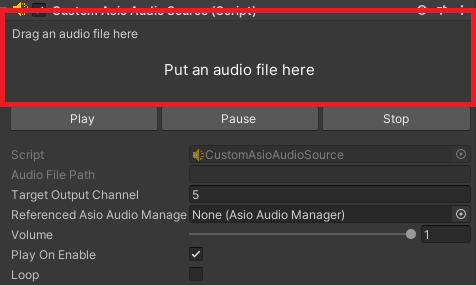 Custom Asio Audio Source (Script)
Drag an audio file here
Put an audio file here
Play Pause Stop
Script CustomAsioAudioSource
Audio File Path
Target Output Channel 5
Referenced Asio Audio Manage None (Asio Audio Manager)
Volume 1
Play On Enable
Loop